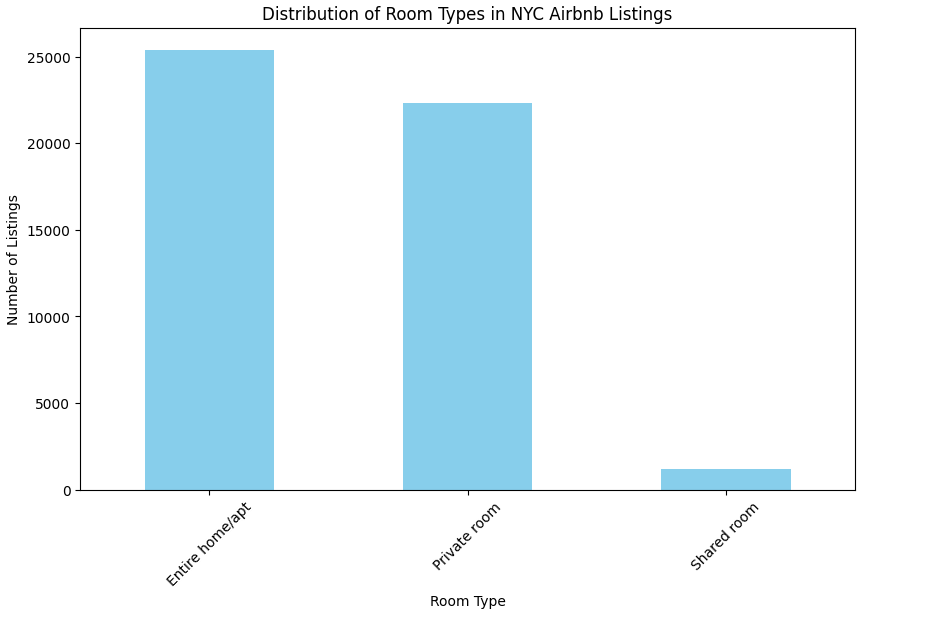 Distribution of Room Types in NYC Airbnb Listings
Number of Listings
25000
20000
15000
10000
5000
0
Entire home/apt
Private room
Shared room
Room Type